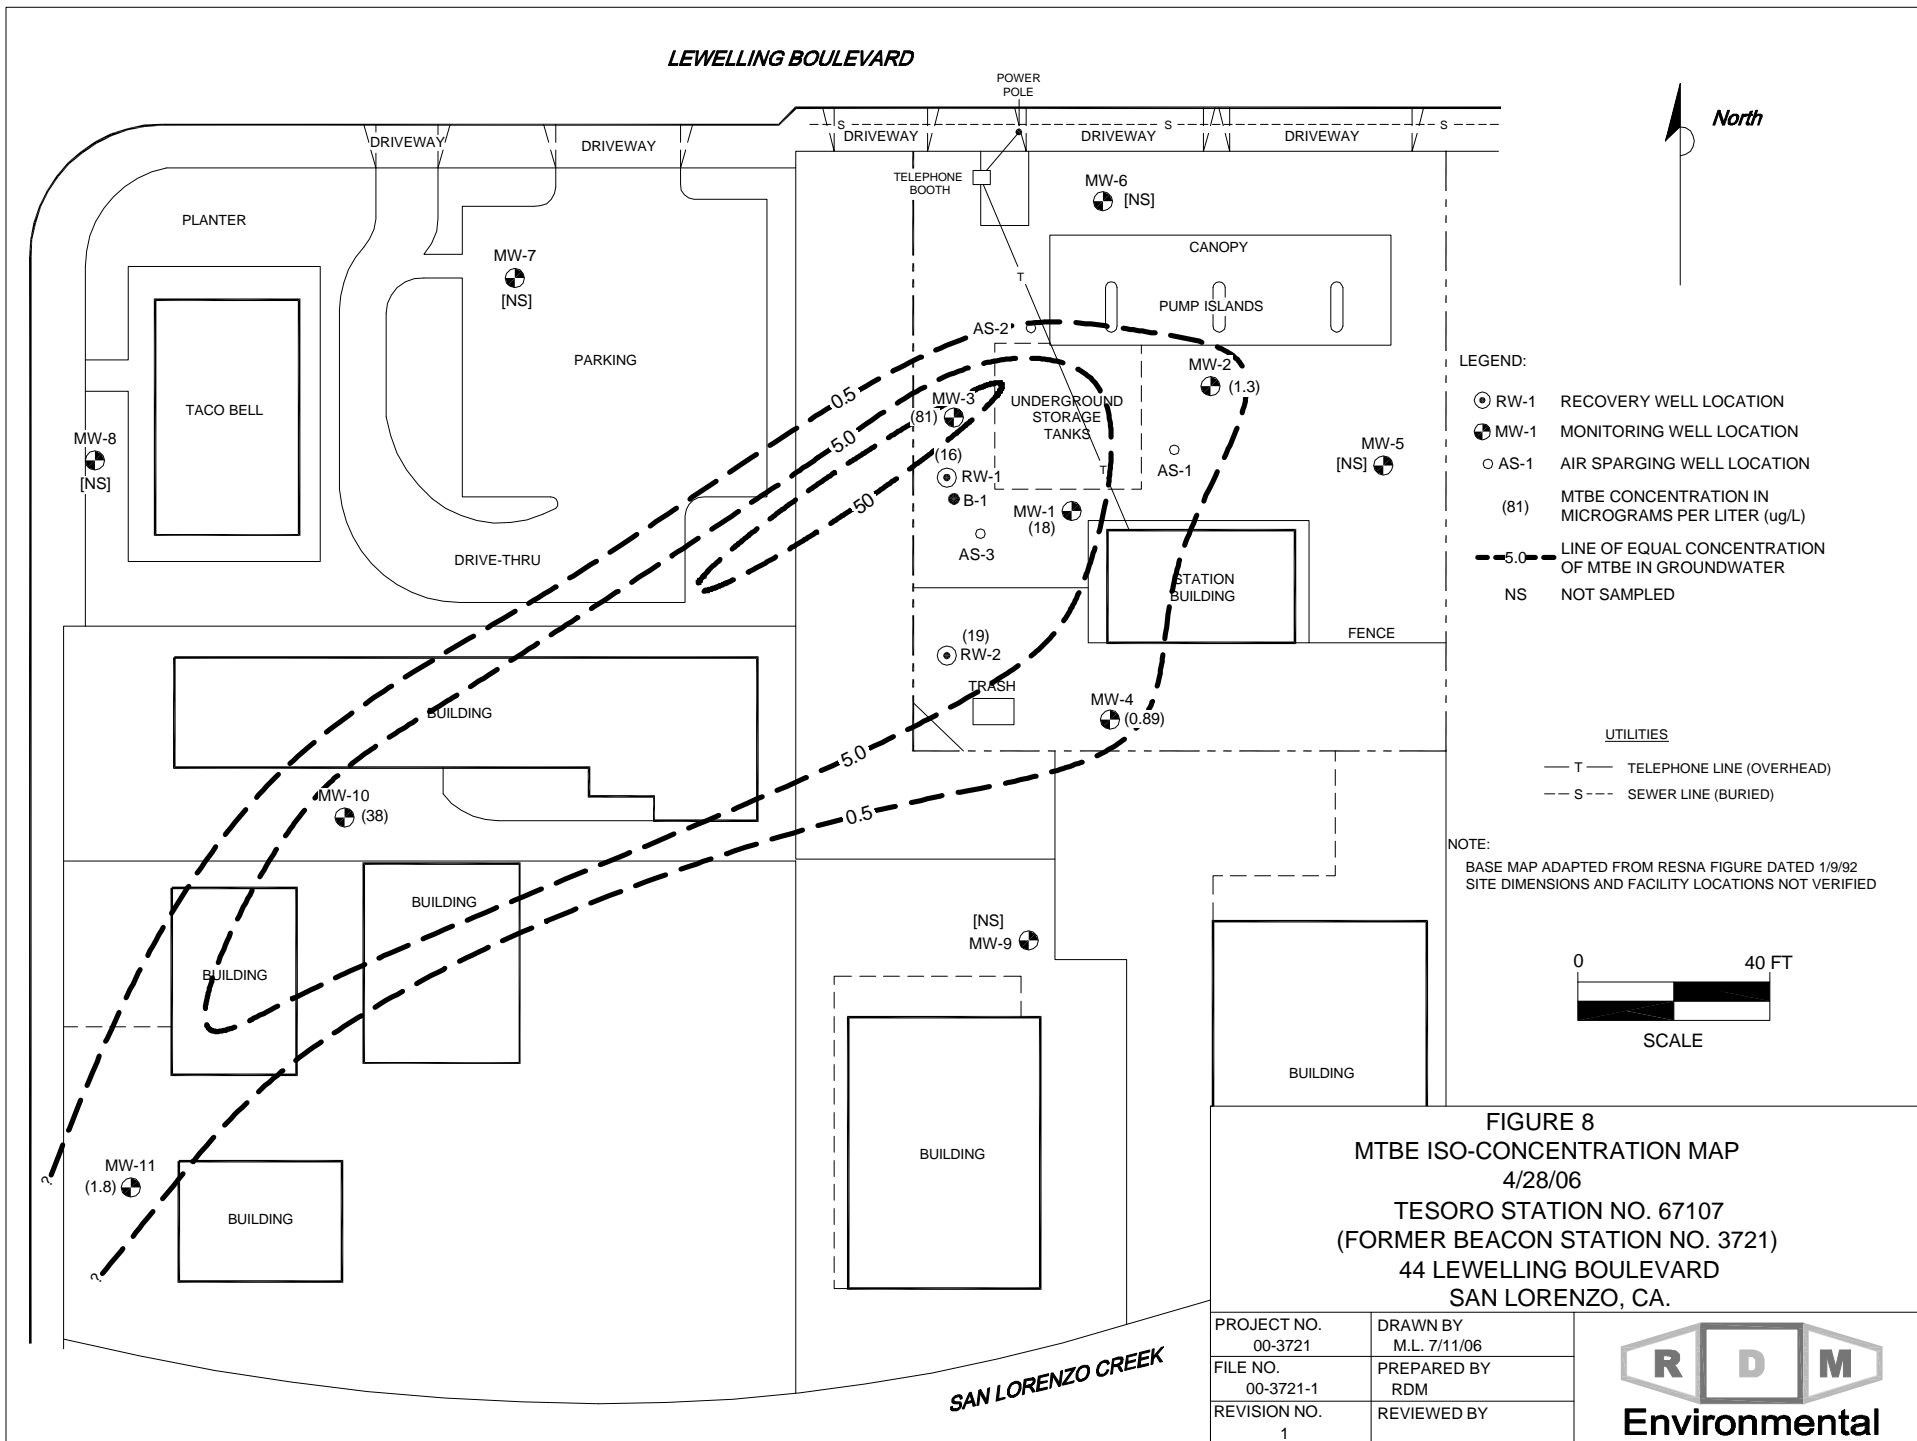 LEWELLING BOULEVARD
POWER
POLE
North
S
S
S
DRIVEWAY
DRIVEWAY
DRIVEWAY
DRIVEWAY
DRIVEWAY
TELEPHONE
BOOTH
MW-6
[NS]
PLANTER
CANOPY
MW-7
[NS]
T
PUMP ISLANDS
AS-2
PARKING
TACO BELL
0.5
5.0
50
MW-2
(1.3)
MW-3
(81)
UNDERGROUND
STORAGE
TANKS
T
MW-8
[NS]
MW-5
[NS]
AS-1
(16)
RW-1
B-1
MW-1
(18)
AS-3
DRIVE-THRU
STATION
BUILDING
FENCE
LEGEND:
RW-1 RECOVERY WELL LOCATION
MW-1 MONITORING WELL LOCATION
AS-1 AIR SPARGING WELL LOCATION
(81) MTBE CONCENTRATION IN
MICROGRAMS PER LITER (ug/L)
5.0 LINE OF EQUAL CONCENTRATION
OF MTBE IN GROUNDWATER
NS NOT SAMPLED
(19)
RW-2
TRASH
MW-4
(0.89)
BUILDING
5.0
0.5
UTILITIES
T TELEPHONE LINE (OVERHEAD)
S SEWER LINE (BURIED)
MW-10
(38)
NOTE:
BASE MAP ADAPTED FROM RESNA FIGURE DATED 1/9/92
SITE DIMENSIONS AND FACILITY LOCATIONS NOT VERIFIED
BUILDING
BUILDING
[NS]
MW-9
0 40 FT
SCALE
BUILDING
BUILDING
MW-11
(1.8)
?
?
BUILDING
SAN LORENZO CREEK
FIGURE 8
MTBE ISO-CONCENTRATION MAP
4/28/06
TESORO STATION NO. 67107
(FORMER BEACON STATION NO. 3721)
44 LEWELLING BOULEVARD
SAN LORENZO, CA.
PROJECT NO.
00-3721
DRAWN BY
M.L. 7/11/06
FILE NO.
00-3721-1
PREPARED BY
RDM
REVISION NO.
1
REVIEWED BY
R D M
Environmental